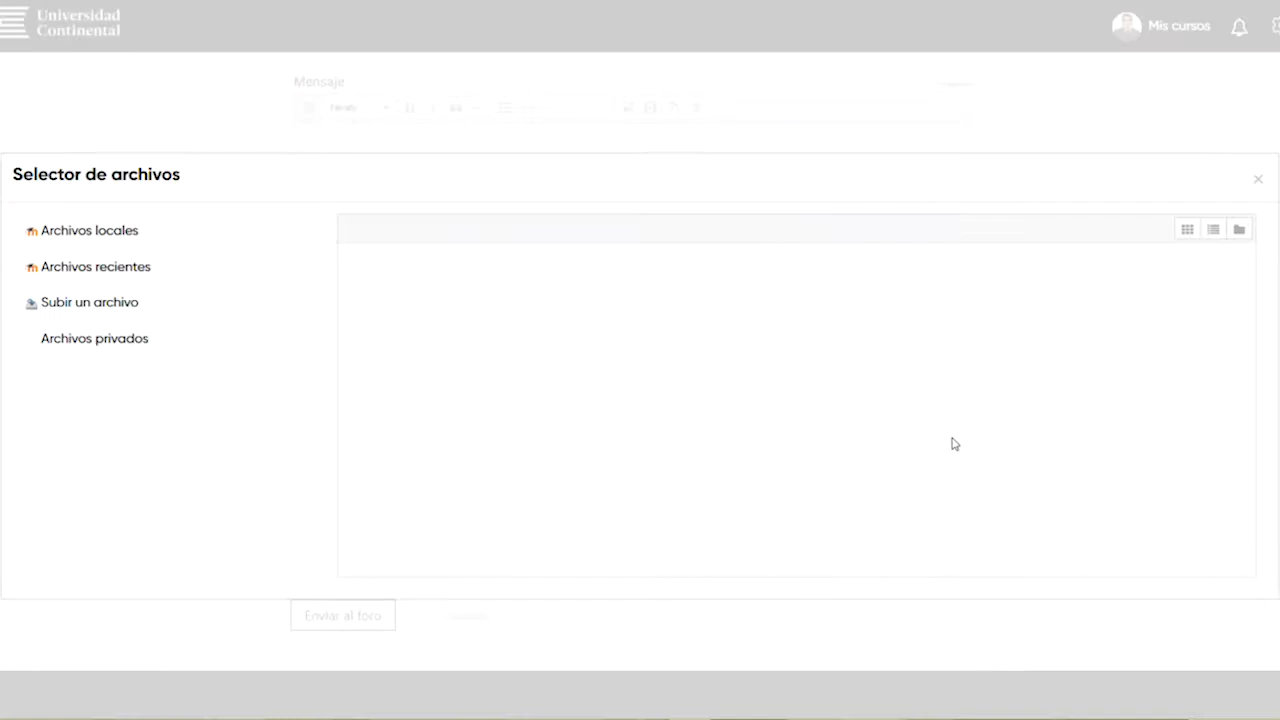 Universidad
Continental
Mis cursos
Mensaje
Selector de archivos
Archivos locales
Archivos recientes
Subir un archivo
Archivos privados
Enviar al foro